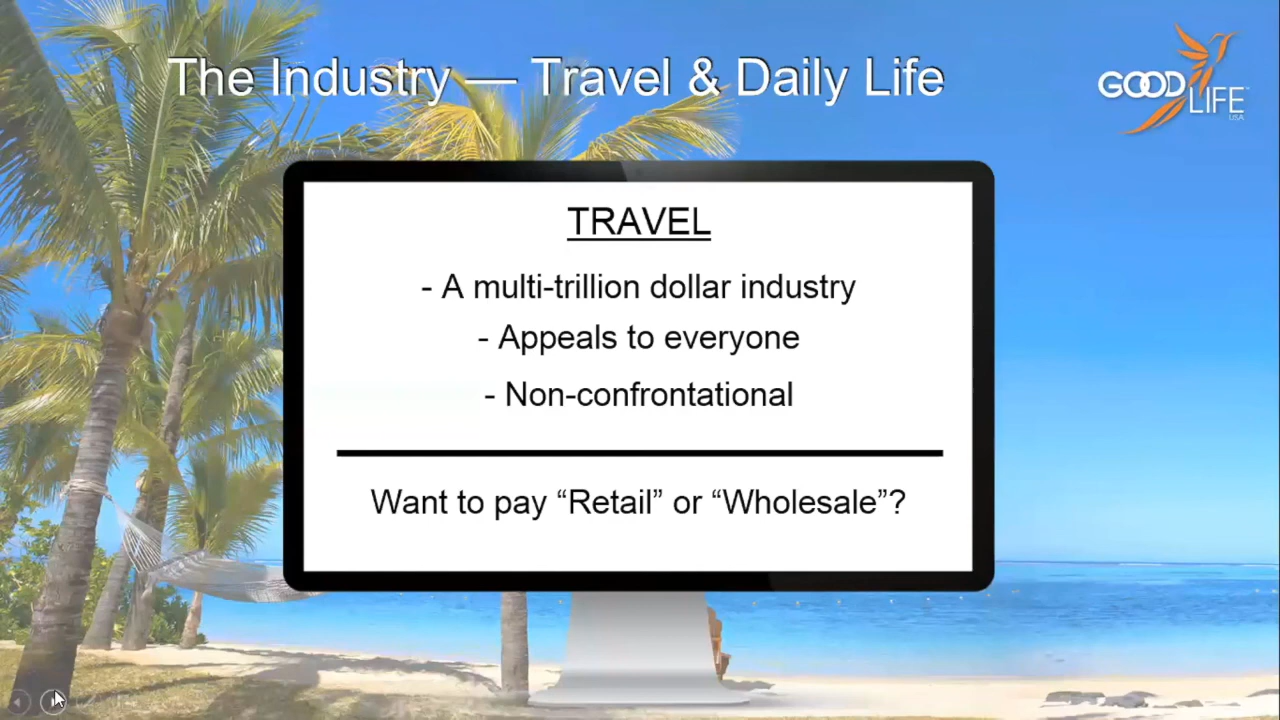 The Industry — Travel & Daily Life
GOOD
LIFE
USA
TRAVEL
- A multi-trillion dollar industry
- Appeals to everyone
- Non-confrontational
Want to pay “Retail” or “Wholesale”?